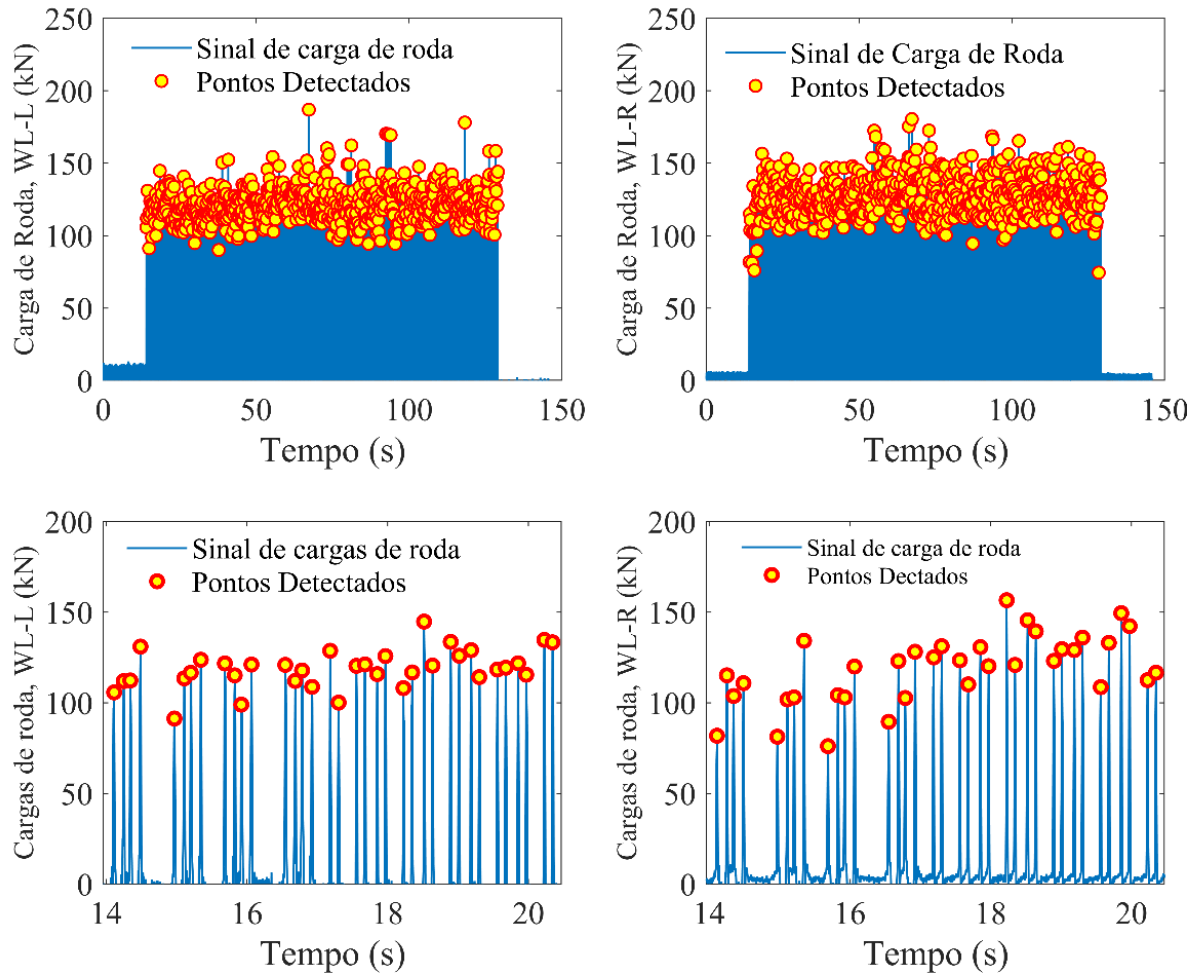 250
200
150
100
50
0
Carga de Roda, WL-L (kN)
Sinal de carga de roda
Pontos Detectados
0 50 100 150
Tempo (s)
250
200
150
100
50
0
Carga de Roda, WL-R (kN)
Sinal de Carga de Roda
Pontos Detectados
0 50 100 150
Tempo (s)
200
150
100
50
0
Cargas de roda, WL-L (kN)
Sinal de cargas de roda
Pontos Detectados
14 16 18 20
Tempo (s)
200
150
100
50
0
Cargas de roda, WL-R (kN)
Sinal de carga de roda
Pontos Dectados
14 16 18 20
Tempo (s)